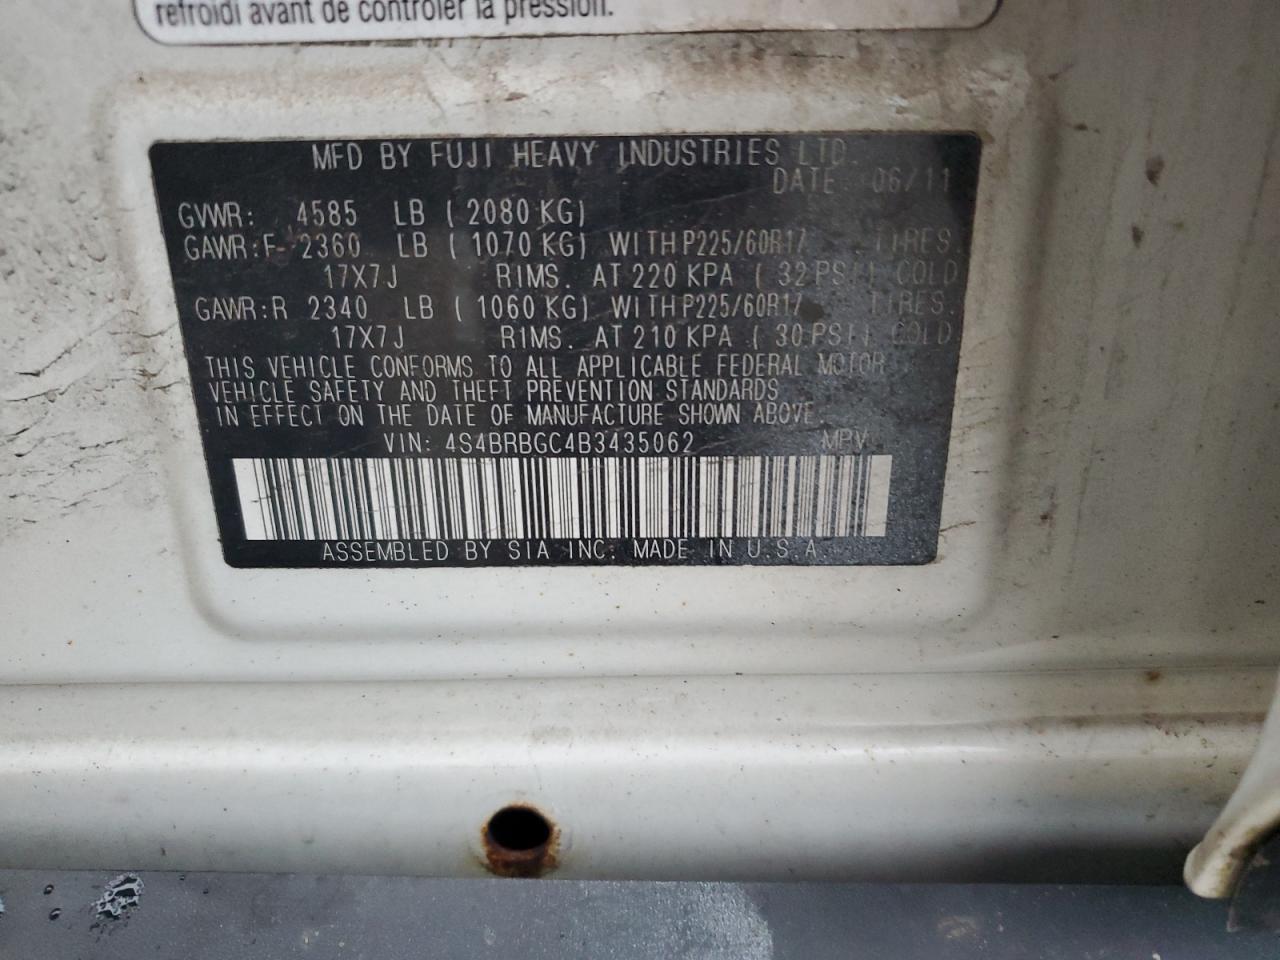 refroidi avant de contrôler la pression.
MFD BY FUJI HEAVY INDUSTRIES LTD.
DATE 06/11
GVWR: 4585 LB ( 2080 KG)
GAWR:F 2360 LB ( 1070 KG) WITH P225/60R17 TIRES.
17X7J RIMS. AT 220 KPA ( 32 PSI) COLD
GAWR:R 2340 LB ( 1060 KG) WITH P225/60R17 TIRES.
17X7J RIMS. AT 210 KPA ( 30 PSI) COLD
THIS VEHICLE CONFORMS TO ALL APPLICABLE FEDERAL MOTOR
VEHICLE SAFETY AND THEFT PREVENTION STANDARDS
IN EFFECT ON THE DATE OF MANUFACTURE SHOWN ABOVE.
VIN: 4S4BRBGC4B3435062 MPV
ASSEMBLED BY SIA INC. MADE IN U.S.A.